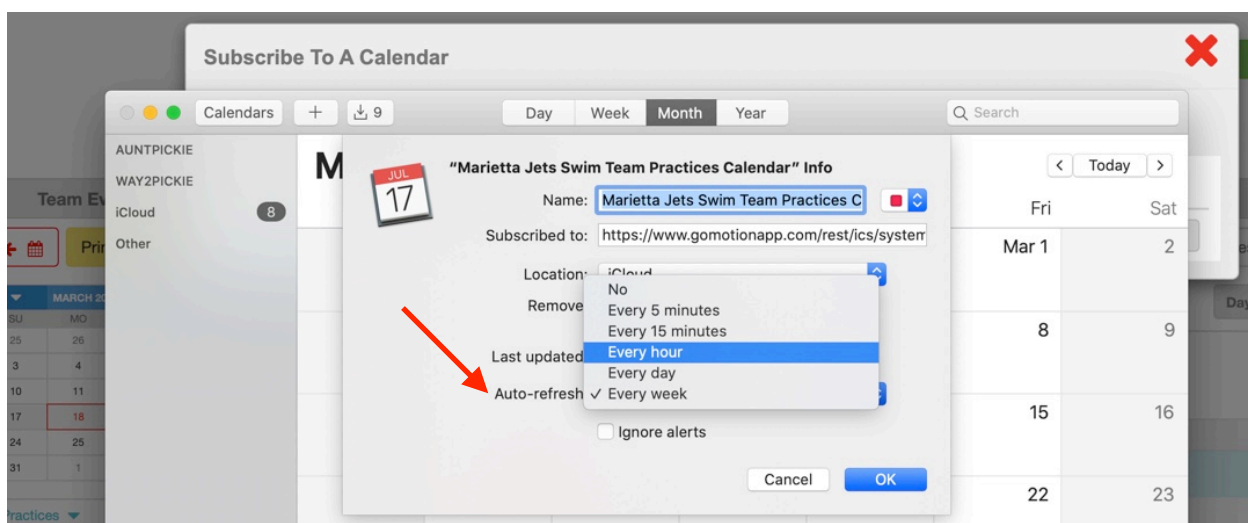 Subscribe To A Calendar
Calendars + 9 Day Week Month Year Search
AUNTPICKIE
WAY2PICKIE
iCloud 8
Other
M
JUL
17
“Marietta Jets Swim Team Practices Calendar” Info
Name: Marietta Jets Swim Team Practices C
Subscribed to: https://www.gomotionapp.com/rest/ics/system
Location: iCloud
Remove
Last updated
Auto-refresh
No
Every 5 minutes
Every 15 minutes
Every hour
Every day
✓ Every week
Ignore alerts
Cancel OK
< Today >
Fri Sat
Mar 1 2
8 9
15 16
22 23
Team Ev
Prin
MARCH 20
SU MO
25 26
3 4
10 11
17 18
24 25
31 1
Practices
Day